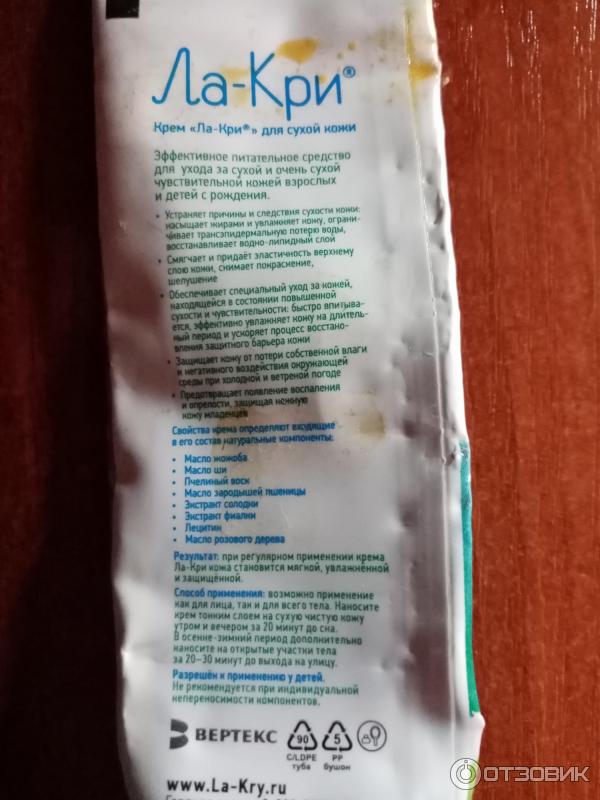 Ла-Кри®
Крем «Ла-Кри®» для сухой кожи
Эффективное питательное средство
для ухода за сухой и очень сухой
чувствительной кожей взрослых
и детей с рождения.
• Устраняет причины и следствия сухости кожи:
насыщает жирами и увлажняет кожу, ограни-
чивает трансэпидермальную потерю воды,
восстанавливает водно-липидный слой
• Смягчает и придаёт эластичность верхнему
слою кожи, снимает покраснение,
шелушение
• Обеспечивает специальный уход за кожей,
находящейся в состоянии повышенной
сухости и чувствительности: быстро впитыва-
ется, эффективно увлажняет кожу на длитель-
ный период и ускоряет процесс восстано-
вления защитного барьера кожи
• Защищает кожу от потери собственной влаги
и негативного воздействия окружающей
среды при холодной и ветреной погоде
• Предотвращает появление воспаления
и опрелости, защищая нежную
кожу младенцев
Свойства крема определяют входящие
в его состав натуральные компоненты:
• Масло жожоба
• Масло ши
• Пчелиный воск
• Масло зародышей пшеницы
• Экстракт солодки
• Экстракт фиалки
• Лецитин
• Масло розового дерева
Результат: при регулярном применении крема
Ла-Кри кожа становится мягкой, увлажнённой
и защищённой.
Способ применения: возможно применение
как для лица, так и для всего тела. Наносите
крем тонким слоем на сухую чистую кожу
утром и вечером за 20 минут до сна.
В осенне-зимний период дополнительно
наносите на открытые участки тела
за 20–30 минут до выхода на улицу.
Разрешён к применению у детей.
Не рекомендуется при индивидуальной
непереносимости компонентов.
ВЕРТЕКС 90 5
C/LDPE PP
туба бушон
www.La-Kry.ru
ОТЗОВИК